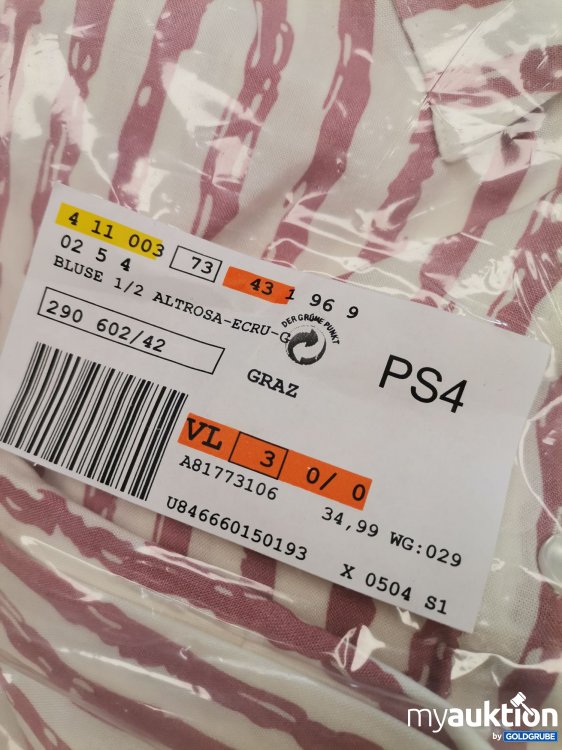 4 11 003 73 43 1 96 9
02 5 4
BLUSE 1/2 ALTROSA-ECRU-G
DER GRÜNE PUNKT
290 602/42
GRAZ
PS4
VL 3 0/ 0
A81773106
34,99 WG:029
U846660150193
X 0504 S1
myauktion
by GOLDGRUBE